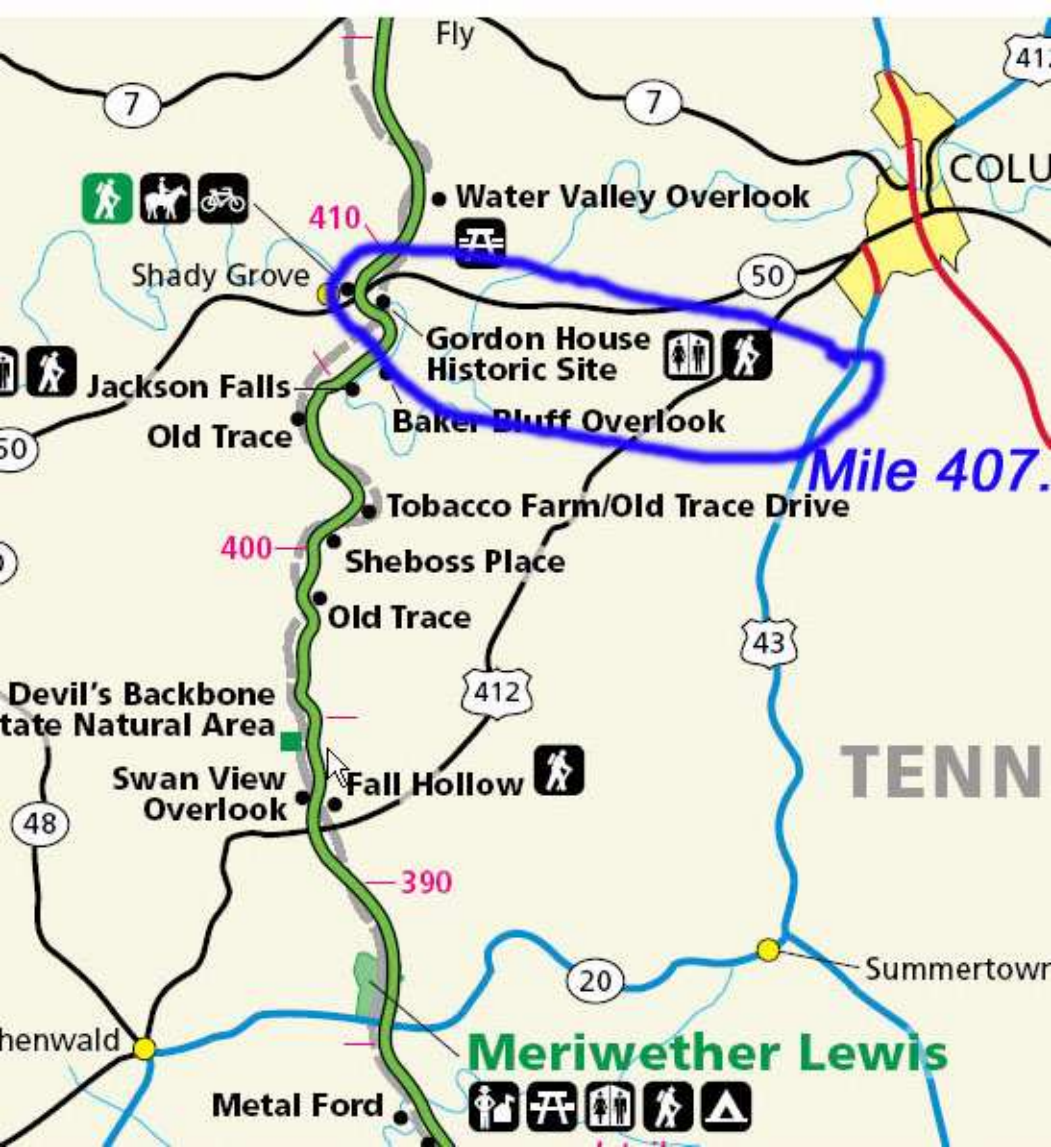 Fly
412
7
7
COLU
Water Valley Overlook
410
Shady Grove
50
Gordon House
Historic Site
Jackson Falls
Baker Bluff Overlook
Old Trace
50
Mile 407.
Tobacco Farm/Old Trace Drive
400
Sheboss Place
Old Trace
43
Devil's Backbone
tate Natural Area
412
TENN
Swan View
Overlook
Fall Hollow
48
390
20
Summertown
henwald
Meriwether Lewis
Metal Ford